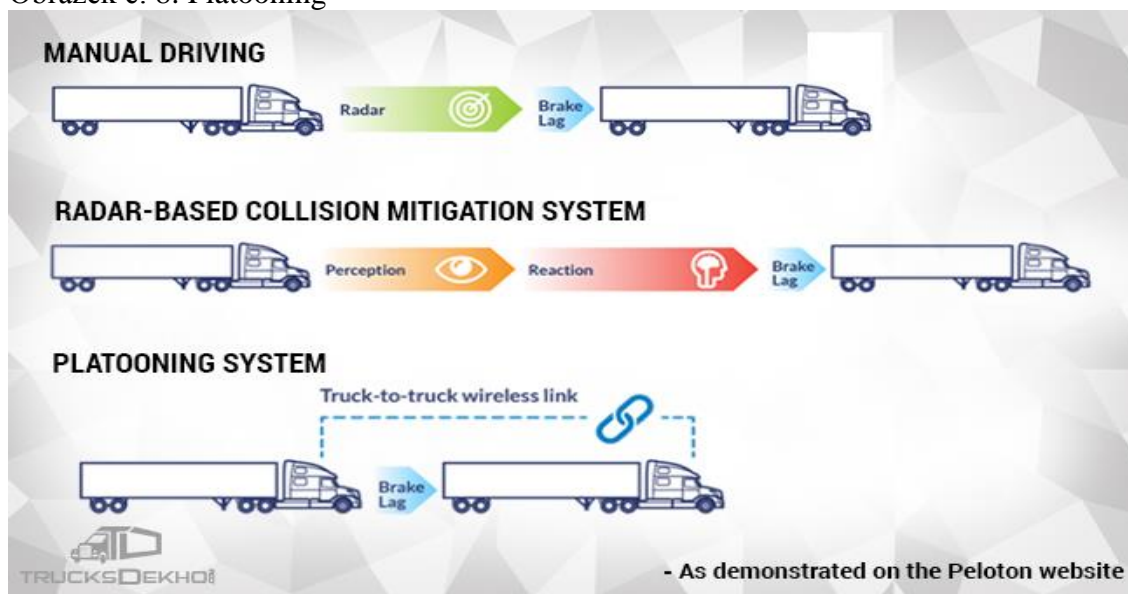 Obrázek č. 8: Platooning
MANUAL DRIVING
Radar
Brake
Lag
RADAR-BASED COLLISION MITIGATION SYSTEM
Perception
Reaction
Brake
Lag
PLATOONING SYSTEM
Truck-to-truck wireless link
Brake
Lag
TRUCKSDEKHO
- As demonstrated on the Peloton website